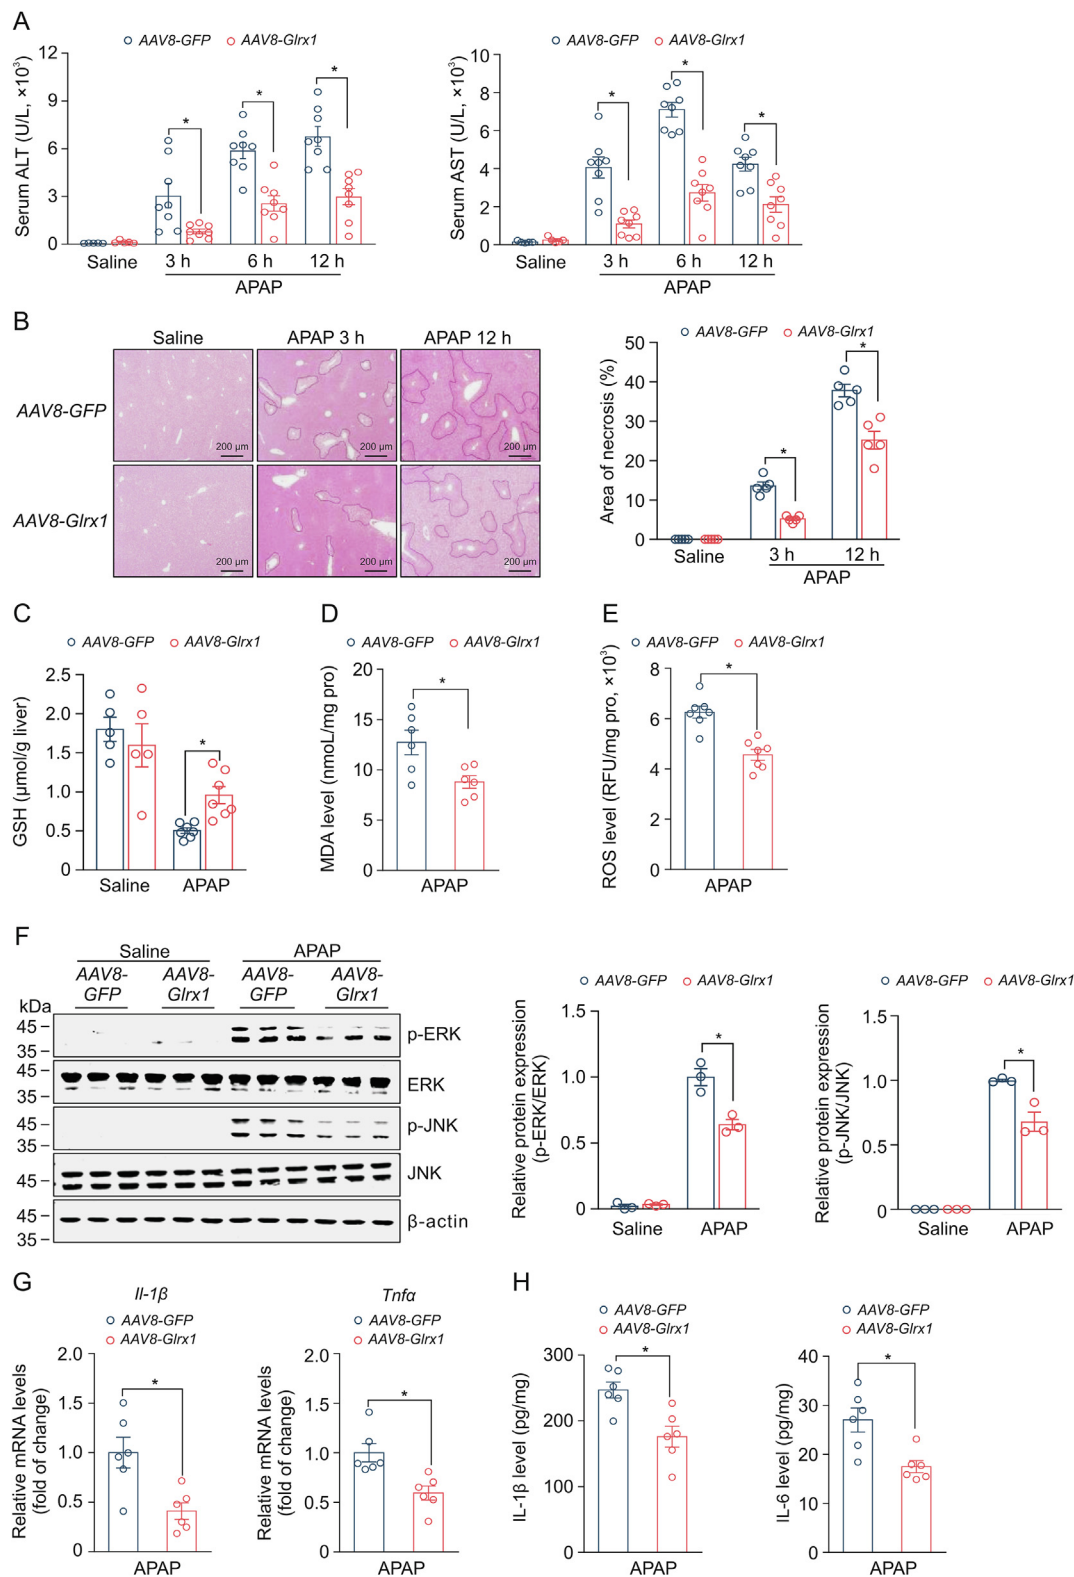 A
AAV8-GFP AAV8-Glrx1
Serum ALT (U/L, ×10³)
12
9
6
3
0
* * *
Saline 3 h 6 h 12 h
APAP
AAV8-GFP AAV8-Glrx1
Serum AST (U/L, ×10³)
10
8
6
4
2
0
* * *
Saline 3 h 6 h 12 h
APAP
B
Saline APAP 3 h APAP 12 h
AAV8-GFP
200 μm 200 μm 200 μm
AAV8-Glrx1
200 μm 200 μm 200 μm
AAV8-GFP AAV8-Glrx1
Area of necrosis (%)
50
40
30
20
10
0
* *
Saline 3 h 12 h
APAP
C
AAV8-GFP AAV8-Glrx1
GSH (μmol/g liver)
2.5
2.0
1.5
1.0
0.5
0
*
Saline APAP
D
AAV8-GFP AAV8-Glrx1
MDA level (nmoL/mg pro)
20
15
10
5
0
*
APAP
E
AAV8-GFP AAV8-Glrx1
ROS level (RFU/mg pro, ×10³)
8
6
4
2
0
*
APAP
F
Saline APAP
AAV8- AAV8- AAV8- AAV8-
GFP Glrx1 GFP Glrx1
kDa
45
35
p-ERK
45
35
ERK
45
35
p-JNK
45
JNK
45
35
β-actin
AAV8-GFP AAV8-Glrx1
Relative protein expression
(p-ERK/ERK)
1.5
1.0
0.5
0
*
Saline APAP
AAV8-GFP AAV8-Glrx1
Relative protein expression
(p-JNK/JNK)
1.5
1.0
0.5
0
*
Saline APAP
G
Il-1β
AAV8-GFP
AAV8-Glrx1
Relative mRNA levels
(fold of change)
2.0
1.5
1.0
0.5
0
*
APAP
Tnfα
AAV8-GFP
AAV8-Glrx1
Relative mRNA levels
(fold of change)
2.0
1.5
1.0
0.5
0
*
APAP
H
AAV8-GFP
AAV8-Glrx1
IL-1β level (pg/mg)
300
200
100
0
*
APAP
AAV8-GFP
AAV8-Glrx1
IL-6 level (pg/mg)
40
30
20
10
0
*
APAP